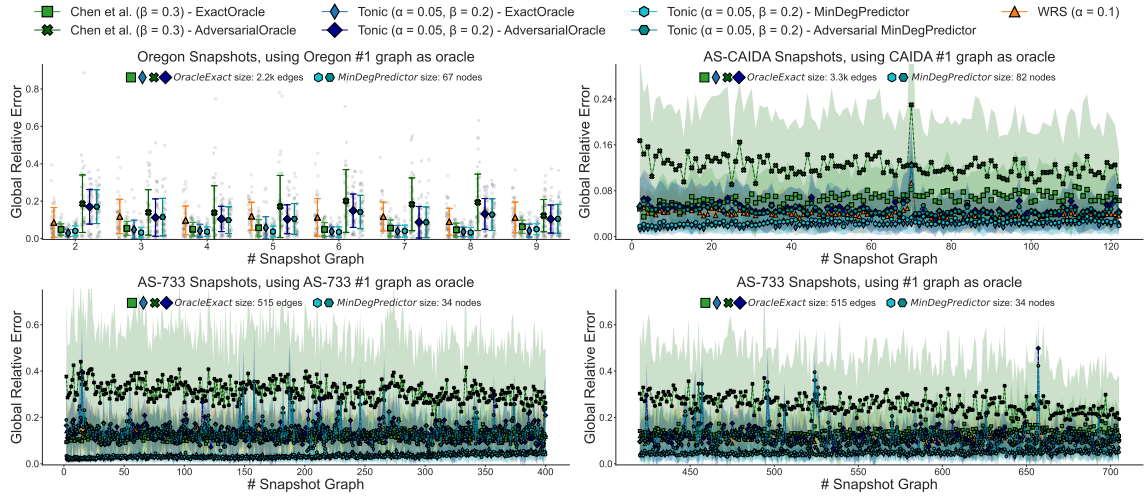 Chen et al. (β = 0.3) - ExactOracle
Chen et al. (β = 0.3) - AdversarialOracle
Tonic (α = 0.05, β = 0.2) - ExactOracle
Tonic (α = 0.05, β = 0.2) - AdversarialOracle
Tonic (α = 0.05, β = 0.2) - MinDegPredictor
Tonic (α = 0.05, β = 0.2) - Adversarial MinDegPredictor
WRS (α = 0.1)
Oregon Snapshots, using Oregon #1 graph as oracle
OracleExact size: 2.2k edges
MinDegPredictor size: 67 nodes
Global Relative Error
0.8
0.6
0.4
0.2
0.0
2 3 4 5 6 7 8 9
# Snapshot Graph
AS-CAIDA Snapshots, using CAIDA #1 graph as oracle
OracleExact size: 3.3k edges
MinDegPredictor size: 82 nodes
Global Relative Error
0.24
0.16
0.08
0.00
0 20 40 60 80 100 120
# Snapshot Graph
AS-733 Snapshots, using AS-733 #1 graph as oracle
OracleExact size: 515 edges
MinDegPredictor size: 34 nodes
Global Relative Error
0.6
0.4
0.2
0.0
0 50 100 150 200 250 300 350 400
# Snapshot Graph
AS-733 Snapshots, using #1 graph as oracle
OracleExact size: 515 edges
MinDegPredictor size: 34 nodes
Global Relative Error
0.6
0.4
0.2
0.0
450 500 550 600 650 700
# Snapshot Graph